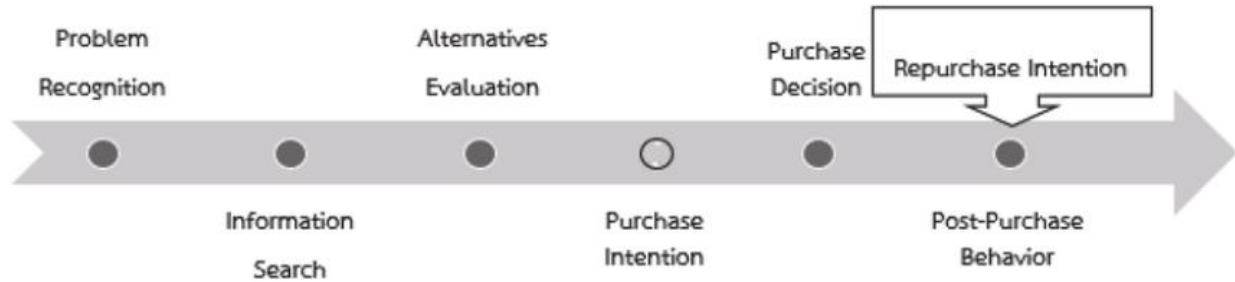 Problem
Recognition
Alternatives
Evaluation
Purchase
Decision
Repurchase Intention
Information
Search
Purchase
Intention
Post-Purchase
Behavior